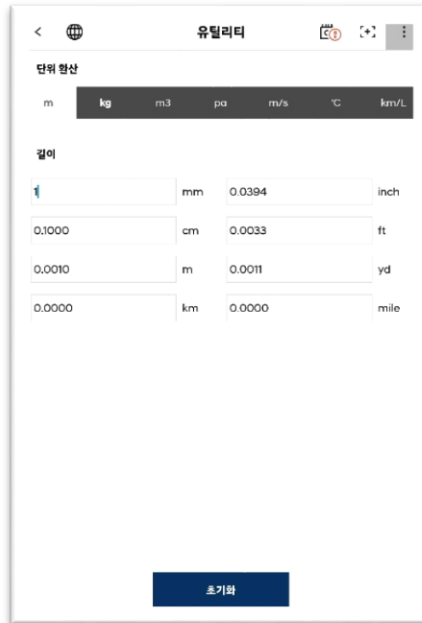 유틸리티
단위 환산
m kg m3 pa m/s ℃ km/L
길이
1 mm 0.0394 inch
0.1000 cm 0.0033 ft
0.0010 m 0.0011 yd
0.0000 km 0.0000 mile
초기화